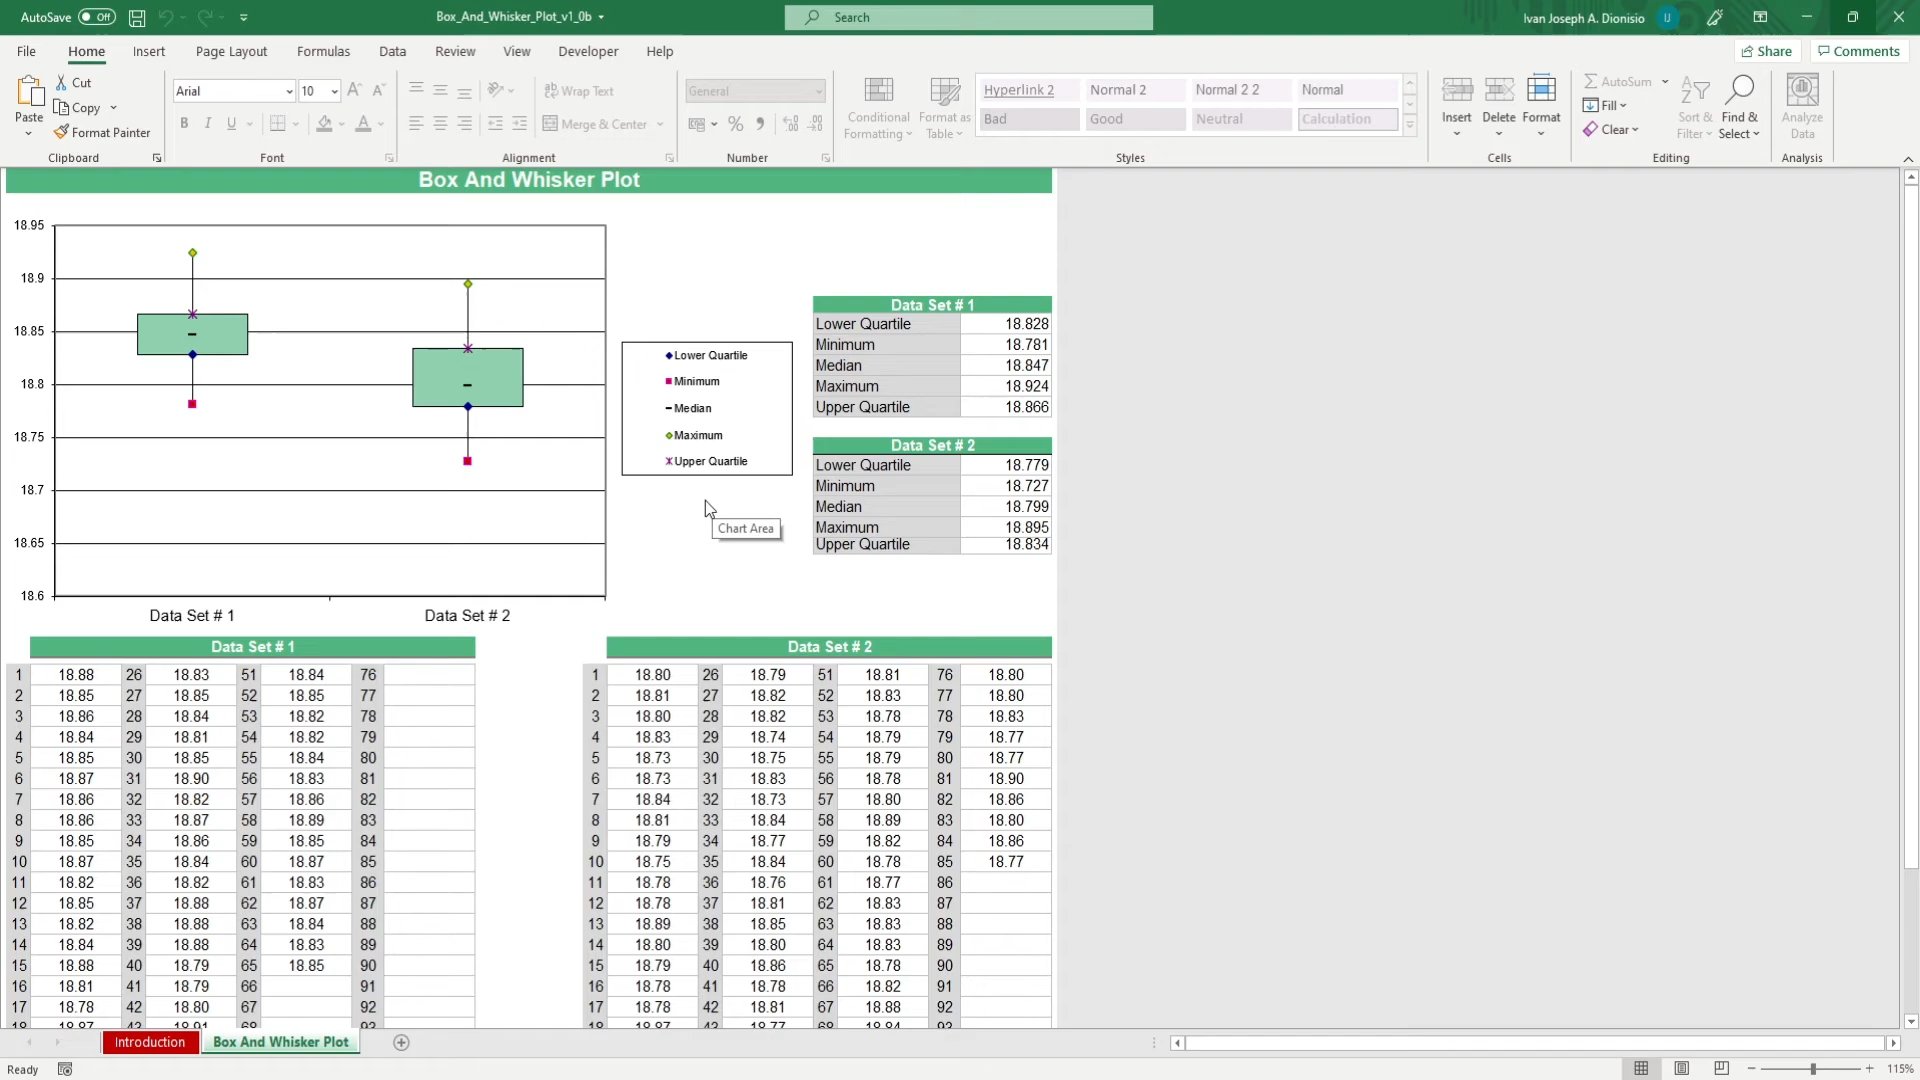 AutoSave Off Box_And_Whisker_Plot_v1_0b Search Ivan Joseph A. Dionisio IJ
File Home Insert Page Layout Formulas Data Review View Developer Help Share Comments
Paste Cut Copy Format Painter Clipboard
Arial 10 B I U Font
Wrap Text Merge & Center Alignment
General % Number
Conditional Formatting Format as Table
Hyperlink 2 Normal 2 Normal 2 2 Normal
Bad Good Neutral Calculation
Styles
Insert Delete Format Cells
AutoSum Fill Clear Sort & Filter Find & Select Editing
Analyze Data Analysis
Box And Whisker Plot
18.95
18.9
18.85
18.8
18.75
18.7
18.65
18.6
Data Set # 1 Data Set # 2
Lower Quartile
Minimum
Median
Maximum
Upper Quartile
Chart Area
Data Set # 1
Lower Quartile 18.828
Minimum 18.781
Median 18.847
Maximum 18.924
Upper Quartile 18.866
Data Set # 2
Lower Quartile 18.779
Minimum 18.727
Median 18.799
Maximum 18.895
Upper Quartile 18.834
Data Set # 1 Data Set # 2
1 18.88 26 18.83 51 18.84 76 1 18.80 26 18.79 51 18.81 76 18.80
2 18.85 27 18.85 52 18.85 77 2 18.81 27 18.82 52 18.83 77 18.80
3 18.86 28 18.84 53 18.82 78 3 18.80 28 18.82 53 18.78 78 18.83
4 18.84 29 18.81 54 18.82 79 4 18.83 29 18.74 54 18.79 79 18.77
5 18.85 30 18.85 55 18.84 80 5 18.73 30 18.75 55 18.79 80 18.77
6 18.87 31 18.90 56 18.83 81 6 18.73 31 18.83 56 18.78 81 18.90
7 18.86 32 18.82 57 18.86 82 7 18.84 32 18.73 57 18.80 82 18.86
8 18.86 33 18.87 58 18.89 83 8 18.81 33 18.84 58 18.89 83 18.80
9 18.85 34 18.86 59 18.85 84 9 18.79 34 18.77 59 18.82 84 18.86
10 18.87 35 18.84 60 18.87 85 10 18.75 35 18.84 60 18.78 85 18.77
11 18.82 36 18.82 61 18.83 86 11 18.78 36 18.76 61 18.77 86
12 18.85 37 18.88 62 18.87 87 12 18.78 37 18.81 62 18.83 87
13 18.82 38 18.88 63 18.84 88 13 18.89 38 18.85 63 18.83 88
14 18.84 39 18.88 64 18.83 89 14 18.80 39 18.80 64 18.83 89
15 18.88 40 18.79 65 18.85 90 15 18.79 40 18.86 65 18.78 90
16 18.81 41 18.79 66 91 16 18.78 41 18.78 66 18.82 91
17 18.78 42 18.80 67 92 17 18.78 42 18.81 67 18.88 92
Introduction Box And Whisker Plot
Ready 115%